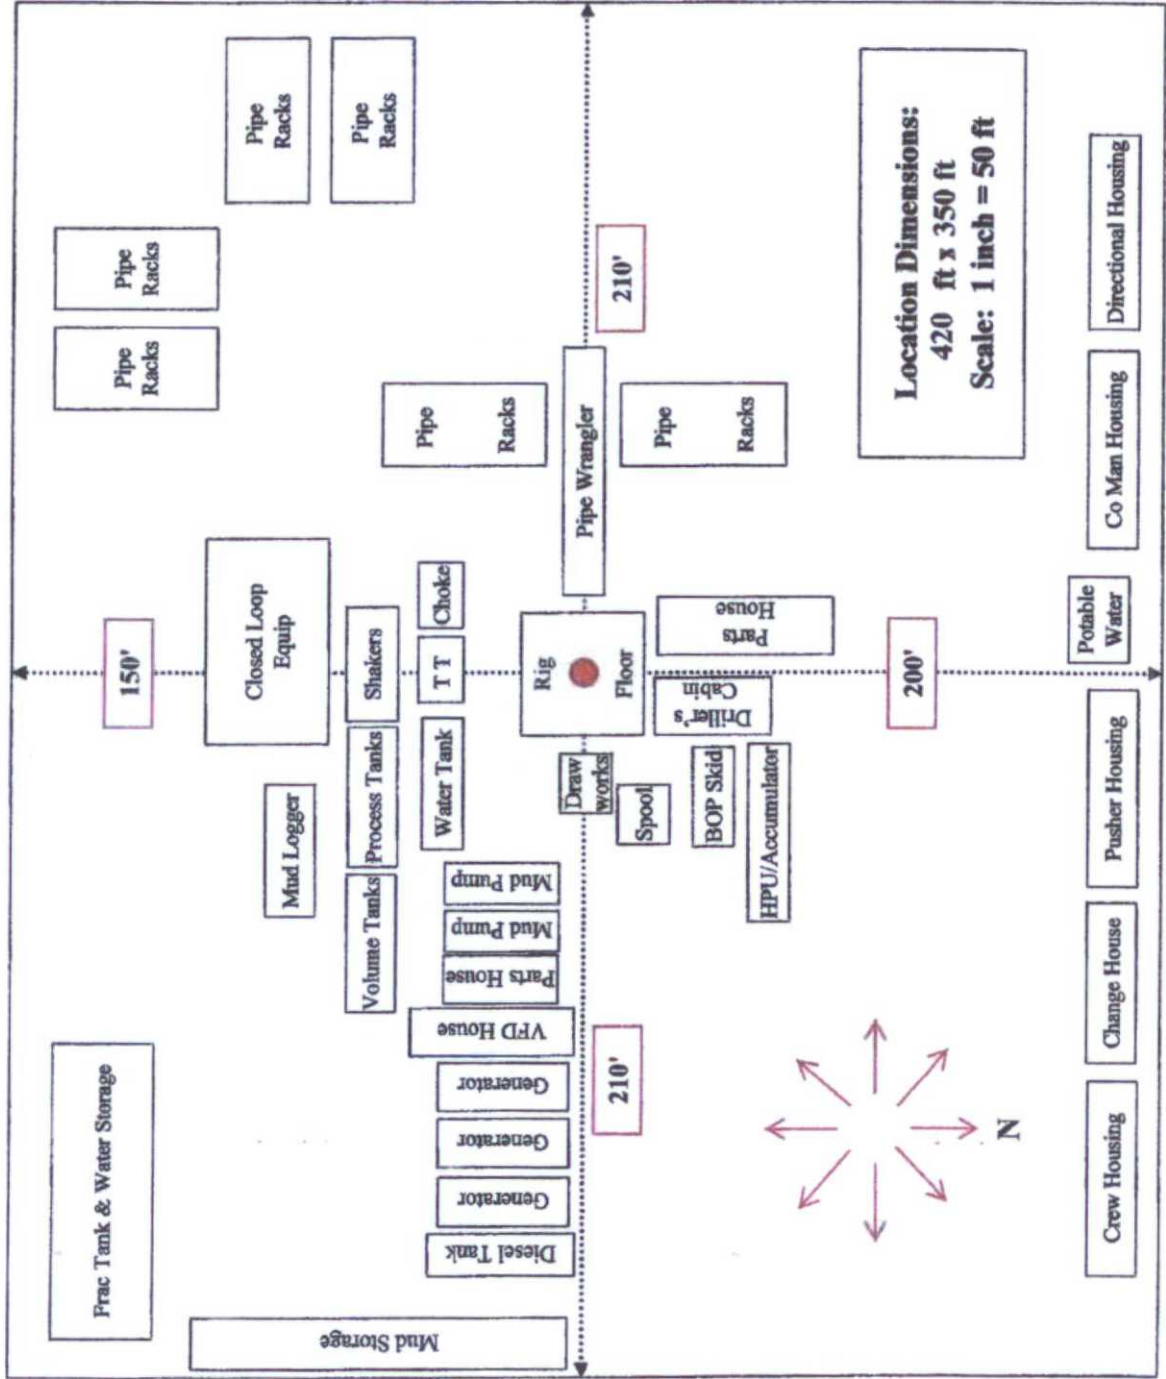 Frac Tank & Water Storage
Mud Storage
Diesel Tank
Generator
Generator
Generator
VFD House
Parts House
Mud Pump
Mud Pump
Volume Tanks
Process Tanks
Shakers
Mud Logger
Water Tank
T T
Choke
Closed Loop
Equip
150'
Pipe
Racks
Pipe
Racks
Pipe
Racks
Pipe
Racks
Pipe
Racks
Pipe Wrangler
Pipe
Racks
210'
210'
Rig
Floor
Draw
works
Spool
BOP Skid
HPU/Accumulator
Driller's
Cabin
Parts
House
200'
Location Dimensions:
420 ft x 350 ft
Scale: 1 inch = 50 ft
N
Crew Housing
Change House
Pusher Housing
Potable
Water
Co Man Housing
Directional Housing